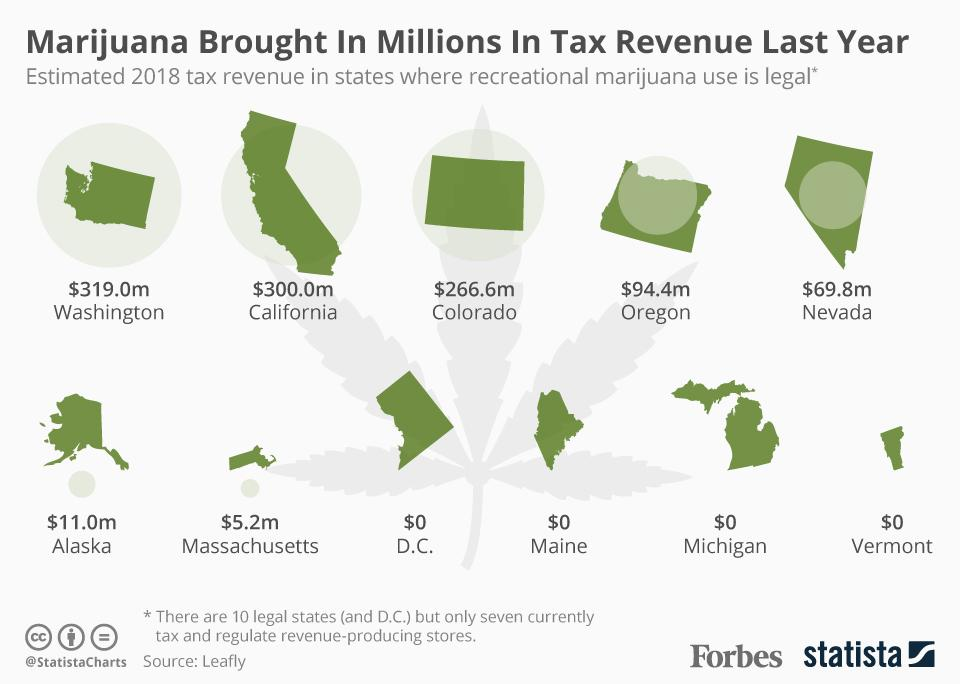 Marijuana Brought In Millions In Tax Revenue Last Year
Estimated 2018 tax revenue in states where recreational marijuana use is legal*
$319.0m
Washington
$300.0m
California
$266.6m
Colorado
$94.4m
Oregon
$69.8m
Nevada
$11.0m
Alaska
$5.2m
Massachusetts
$0
D.C.
$0
Maine
$0
Michigan
$0
Vermont
* There are 10 legal states (and D.C.) but only seven currently
tax and regulate revenue-producing stores.
cc
@StatistaCharts
Source: Leafly
Forbes
statista